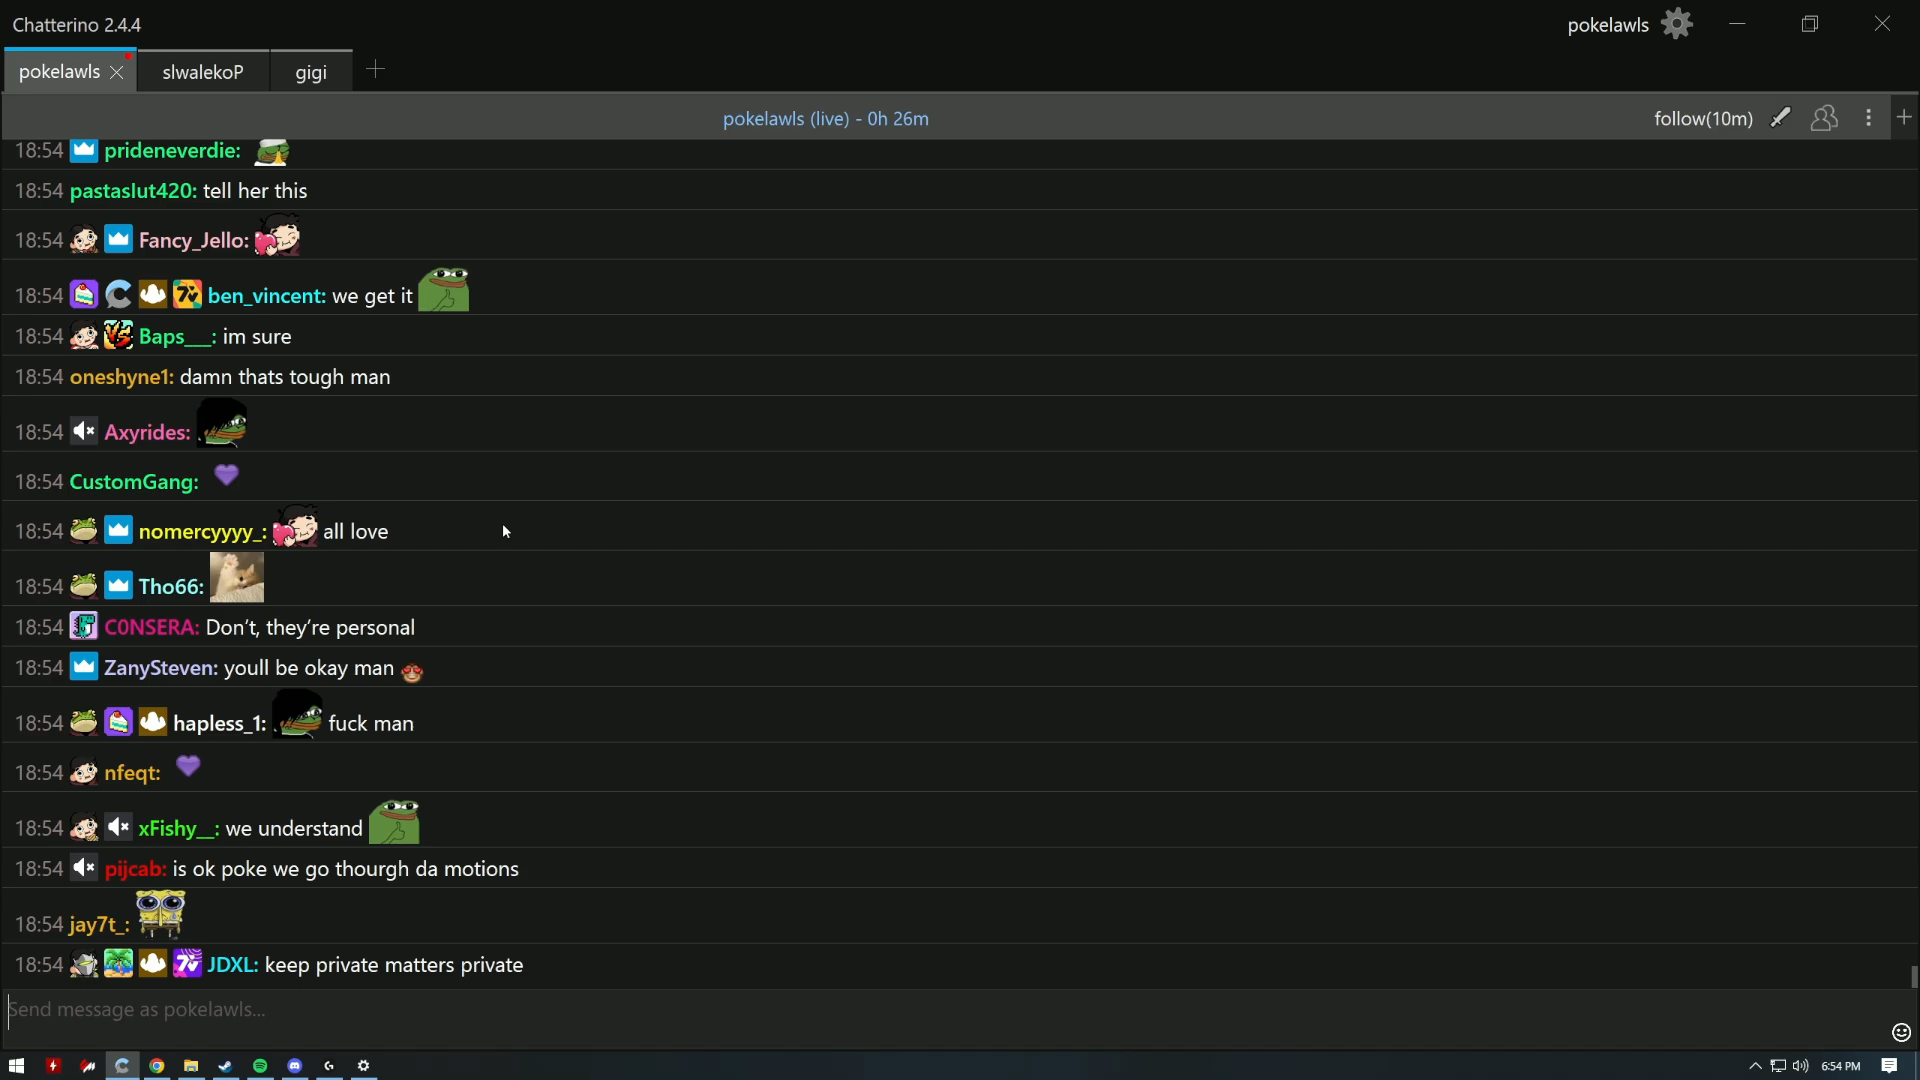 Chatterino 2.4.4
pokelawls
pokelawls
slwalekoP
gigi
pokelawls (live) - 0h 26m
follow(10m)
18:54 prideneverdie:
18:54 pastaslut420: tell her this
18:54 Fancy_Jello:
18:54 ben_vincent: we get it
18:54 Baps___: im sure
18:54 oneshyne1: damn thats tough man
18:54 Axyrides:
18:54 CustomGang:
18:54 nomercyyyy_: all love
18:54 Tho66:
18:54 C0NSERA: Don't, they're personal
18:54 ZanySteven: youll be okay man
18:54 hapless_1: fuck man
18:54 nfeqt:
18:54 xFishy__: we understand
18:54 pijcab: is ok poke we go thourgh da motions
18:54 jay7t_:
18:54 JDXL: keep private matters private
Send message as pokelawls...
6:54 PM